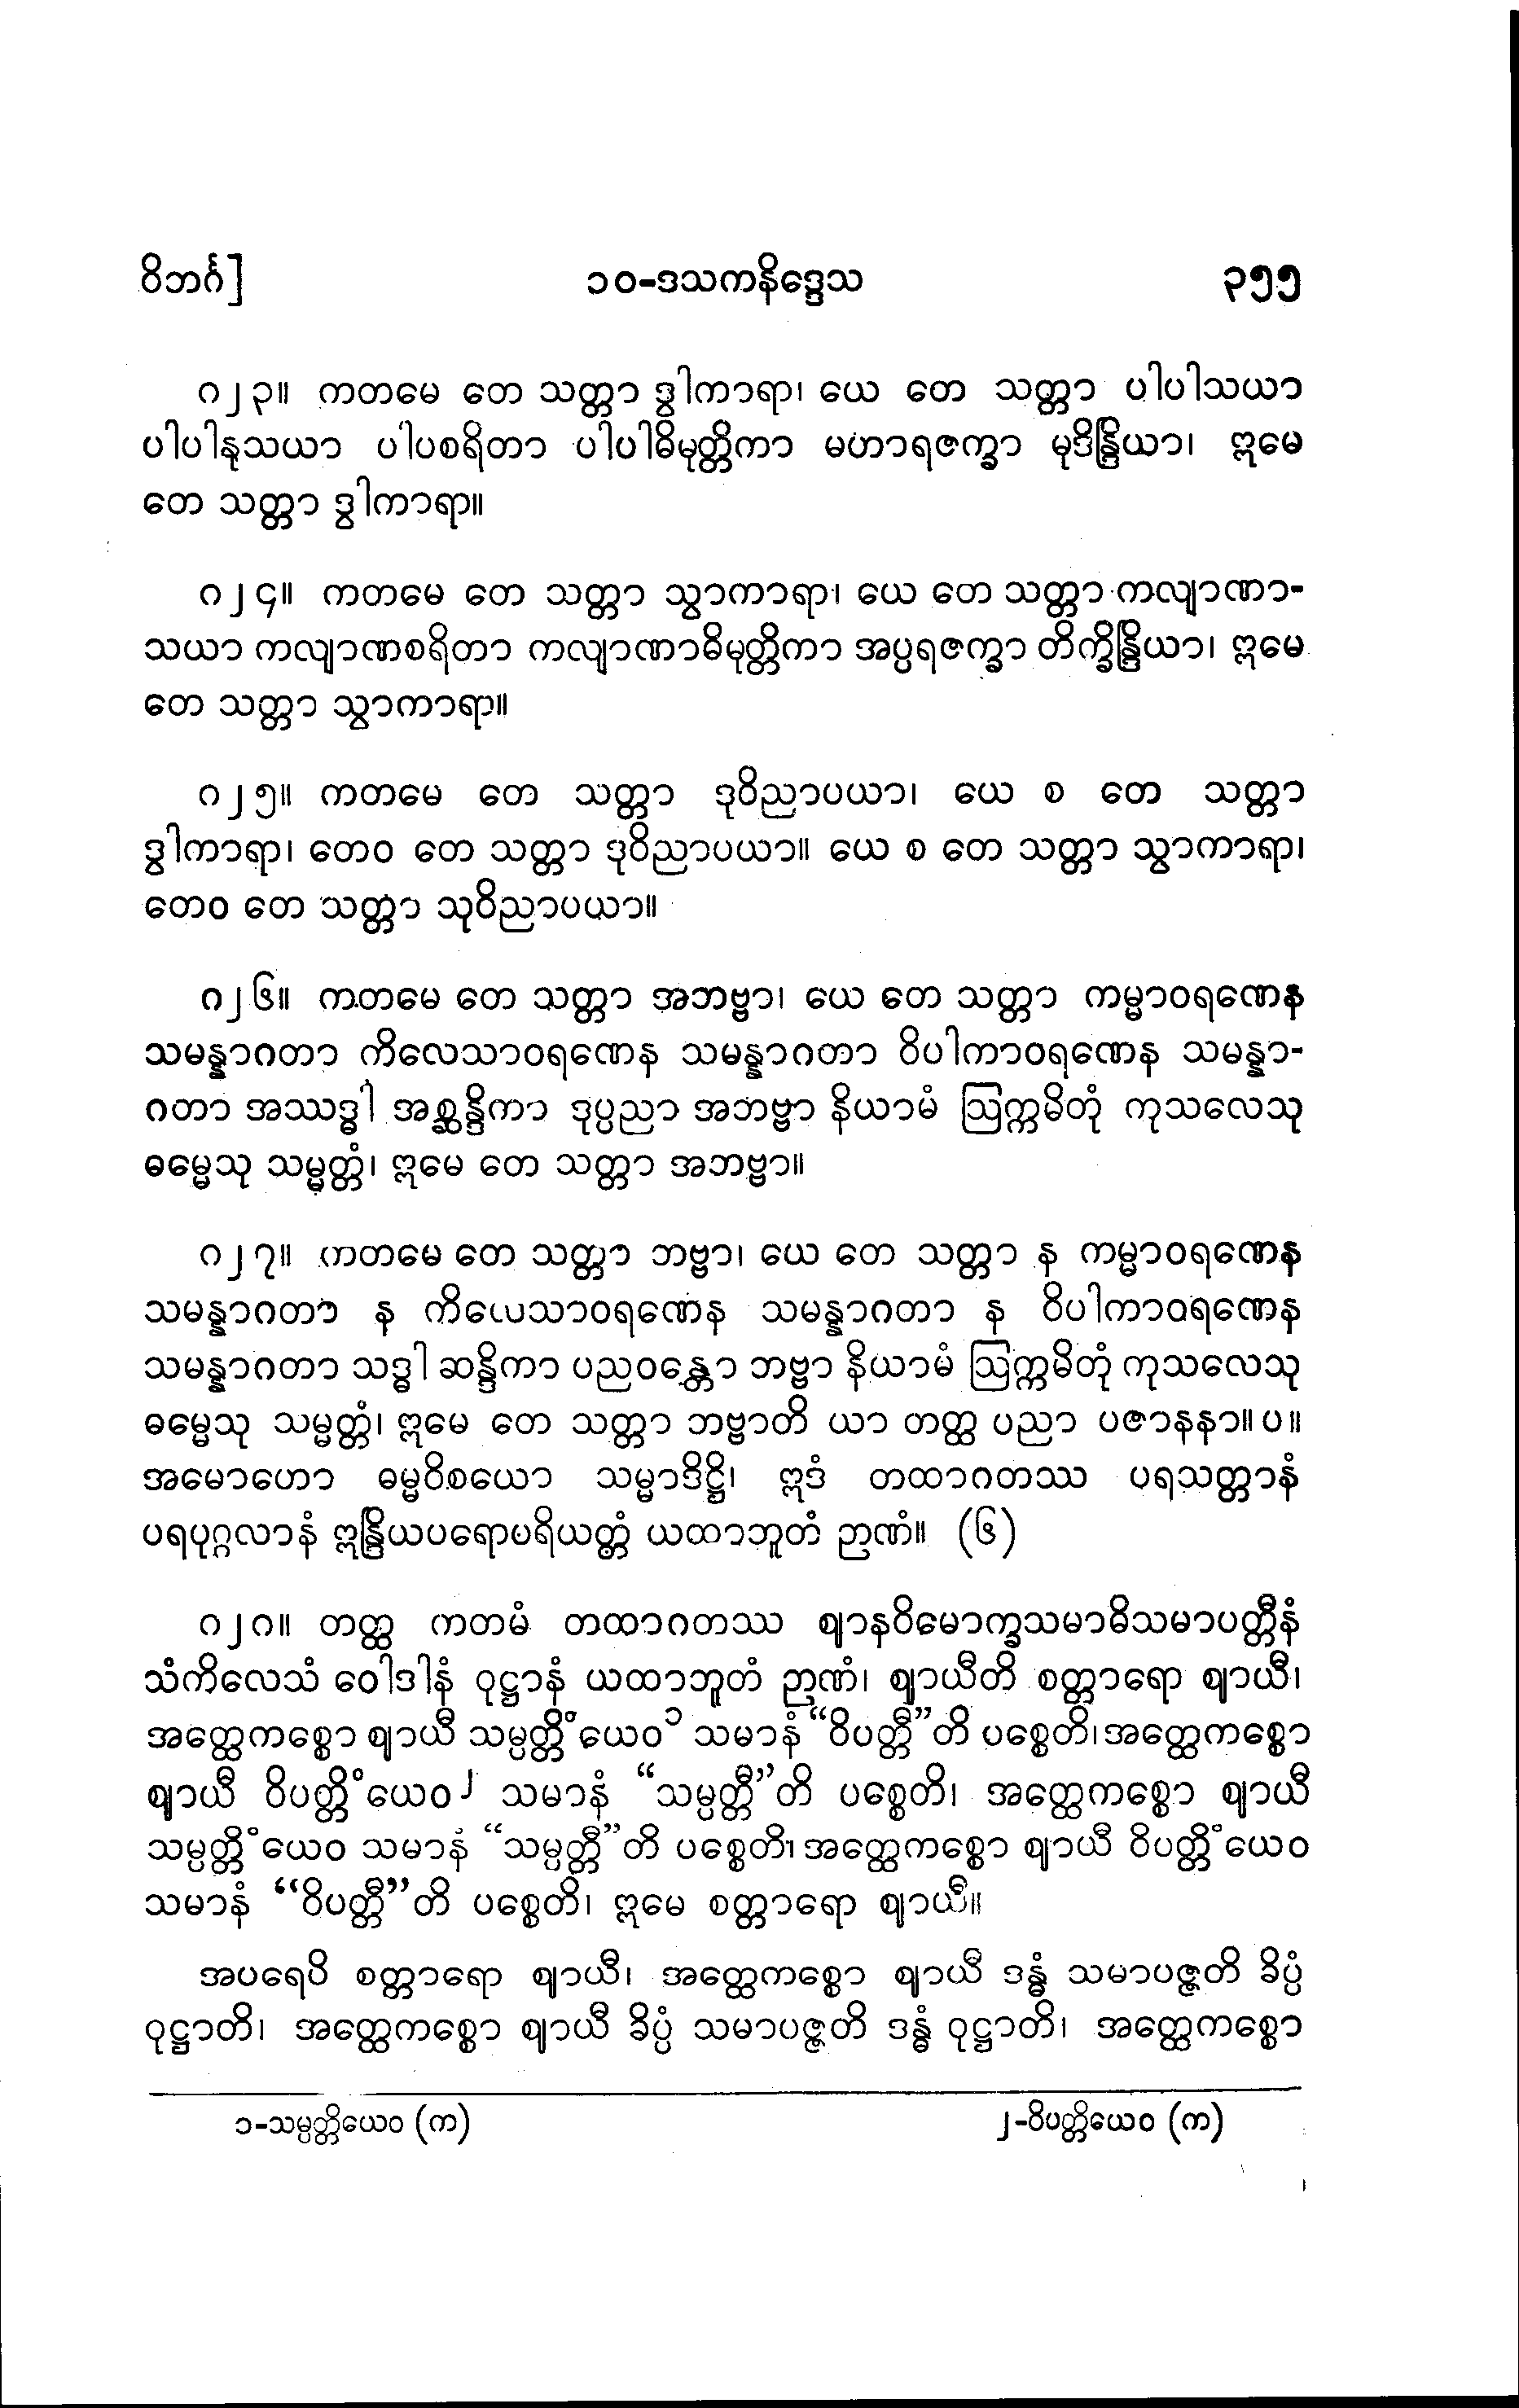 ဝိဘင်္ဂ] ၁၀-ဒသကနိဒ္ဒေသ ၃၅၅
၈၂၃။ ကတမေ တေ သတ္တာ ဒွါကာရာ၊ ယေ တေ သတ္တာ ပါပါသယာ
ပါပါနုသယာ ပါပစရိတာ ပါပါဓိမုတ္တိကာ မဟာရဇက္ခာ မုဒိန္ဒြိယာ၊ ဣမေ
တေ သတ္တာ ဒွါကာရာ။
၈၂၄။ ကတမေ တေ သတ္တာ သွာကာရာ၊ ယေ တေ သတ္တာ ကလျာဏာ-
သယာ ကလျာဏစရိတာ ကလျာဏာဓိမုတ္တိကာ အပ္ပရဇက္ခာ တိက္ခိန္ဒြိယာ၊ ဣမေ
တေ သတ္တာ သွာကာရာ။
၈၂၅။ ကတမေ တေ သတ္တာ ဒုဝိညာပယာ၊ ယေ စ တေ သတ္တာ
ဒွါကာရာ၊ တေဝ တေ သတ္တာ ဒုဝိညာပယာ။ ယေ စ တေ သတ္တာ သွာကာရာ၊
တေဝ တေ သတ္တာ သုဝိညာပယာ။
၈၂၆။ ကတမေ တေ သတ္တာ အဘဗ္ဗာ၊ ယေ တေ သတ္တာ ကမ္မာဝရဏေန
သမန္နာဂတာ ကိလေသာဝရဏေန သမန္နာဂတာ ဝိပါကာဝရဏေန သမန္နာ-
ဂတာ အဿဒ္ဓါ အစ္ဆန္ဒိကာ ဒုပ္ပညာ အဘဗ္ဗာ နိယာမံ ဩက္ကမိတုံ ကုသလေသု
ဓမ္မေသု သမ္မတ္တံ၊ ဣမေ တေ သတ္တာ အဘဗ္ဗာ။
၈၂၇။ ကတမေ တေ သတ္တာ ဘဗ္ဗာ၊ ယေ တေ သတ္တာ န ကမ္မာဝရဏေန
သမန္နာဂတာ န ကိလေသာဝရဏေန သမန္နာဂတာ န ဝိပါကာဝရဏေန
သမန္နာဂတာ သဒ္ဓါ ဆန္ဒိကာ ပညဝန္တော ဘဗ္ဗာ နိယာမံ ဩက္ကမိတုံ ကုသလေသု
ဓမ္မေသု သမ္မတ္တံ၊ ဣမေ တေ သတ္တာ ဘဗ္ဗာတိ ယာ တတ္ထ ပညာ ပဇာနနာ။ပ။
အမောဟော ဓမ္မဝိစယော သမ္မာဒိဋ္ဌိ၊ ဣဒံ တထာဂတဿ ပရသတ္တာနံ
ပရပုဂ္ဂလာနံ ဣန္ဒြိယပရောပရိယတ္တံ ယထာဘူတံ ဉာဏံ။ (၆)
၈၂၈။ တတ္ထ ကတမံ တထာဂတဿ ဈာနဝိမောက္ခသမာဓိသမာပတ္တီနံ
သံကိလေသံ ဝေါဒါနံ ဝုဋ္ဌာနံ ယထာဘူတံ ဉာဏံ၊ ဈာယီတိ စတ္တာရော ဈာယီ၊
အတ္ထေကစ္စော ဈာယီ သမ္ပတ္တိံယေဝ ၁ သမာနံ “ဝိပတ္တီ”တိ ပစ္စေတိ၊ အတ္ထေကစ္စော
ဈာယီ ဝိပတ္တိံယေဝ ၂ သမာနံ “သမ္ပတ္တီ”တိ ပစ္စေတိ၊ အတ္ထေကစ္စော ဈာယီ
သမ္ပတ္တိံယေဝ သမာနံ “သမ္ပတ္တီ”တိ ပစ္စေတိ၊ အတ္ထေကစ္စော ဈာယီ ဝိပတ္တိံယေဝ
သမာနံ “ဝိပတ္တီ”တိ ပစ္စေတိ၊ ဣမေ စတ္တာရော ဈာယီ။
အပရေပိ စတ္တာရော ဈာယီ၊ အတ္ထေကစ္စော ဈာယီ ဒန္ဓံ သမာပဇ္ဇတိ ခိပ္ပံ
ဝုဋ္ဌာတိ၊ အတ္ထေကစ္စော ဈာယီ ခိပ္ပံ သမာပဇ္ဇတိ ဒန္ဓံ ဝုဋ္ဌာတိ၊ အတ္ထေကစ္စော
၁-သမ္ပတ္တိယေဝ (က) ၂-ဝိပတ္တိယေဝ (က)